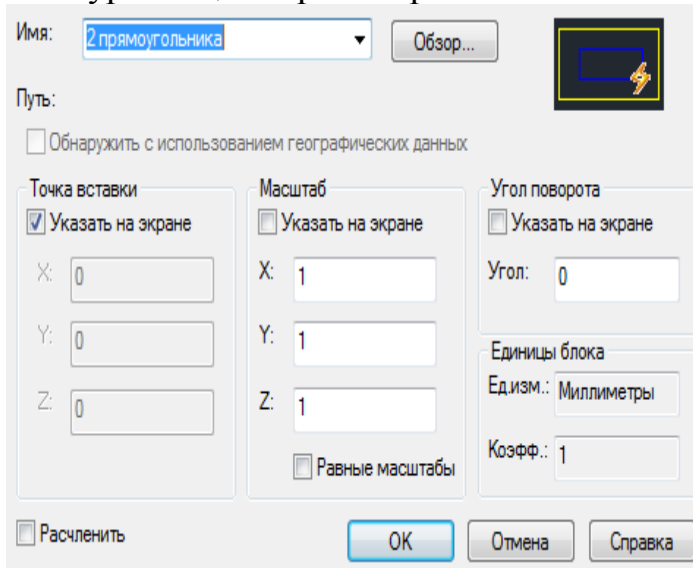 Имя: 2 прямоугольника Обзор...
Путь:
Обнаружить с использованием географических данных
Точка вставки Масштаб Угол поворота
Указать на экране Указать на экране Указать на экране
X: 0 X: 1 Угол: 0
Y: 0 Y: 1
Единицы блока
Ед.изм.: Миллиметры
Z: 0 Z: 1
Коэфф.: 1
Равные масштабы
Расчленить OK Отмена Справка